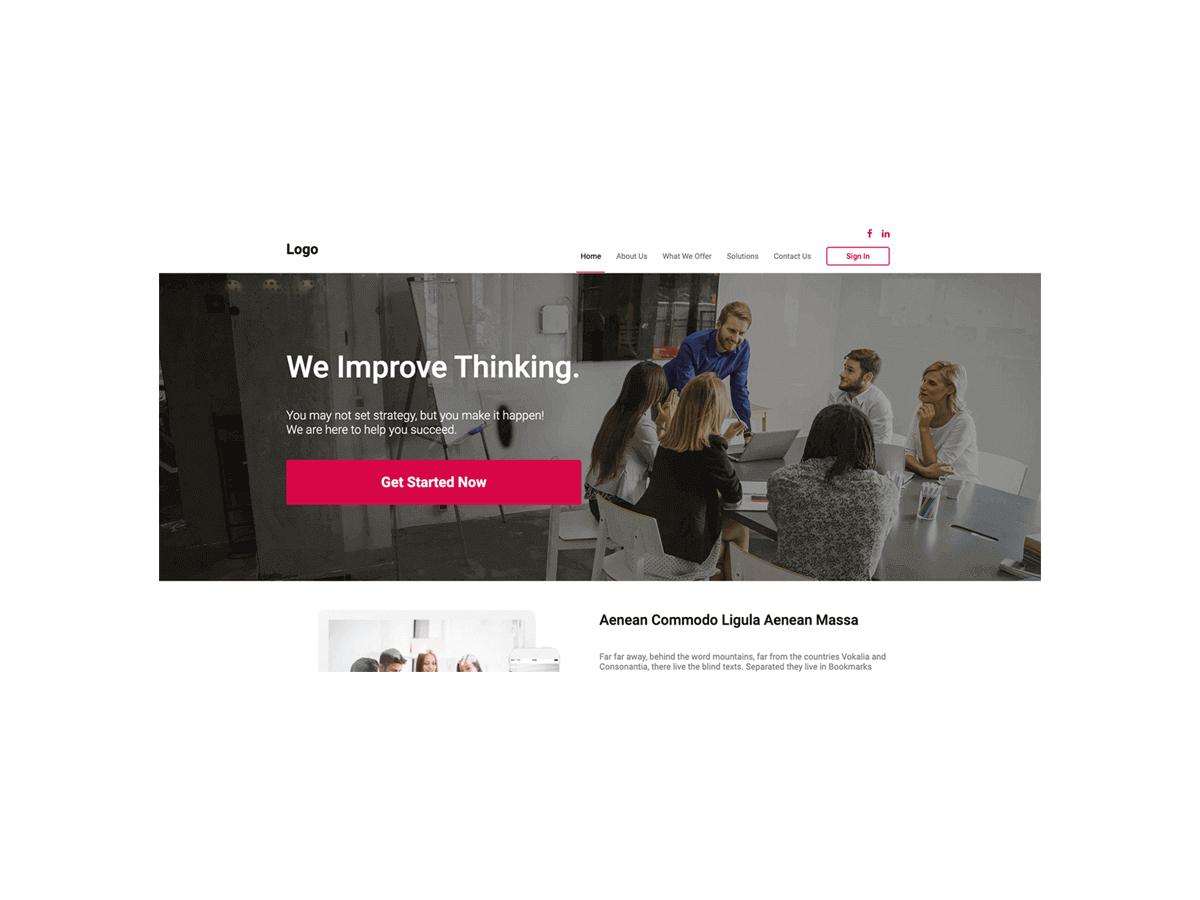 f in
Logo
Home About Us What We Offer Solutions Contact Us Sign In
We Improve Thinking.
You may not set strategy, but you make it happen!
We are here to help you succeed.
Get Started Now
Aenean Commodo Ligula Aenean Massa
Far far away, behind the word mountains, far from the countries Vokalia and
Consonantia, there live the blind texts. Separated they live in Bookmarks